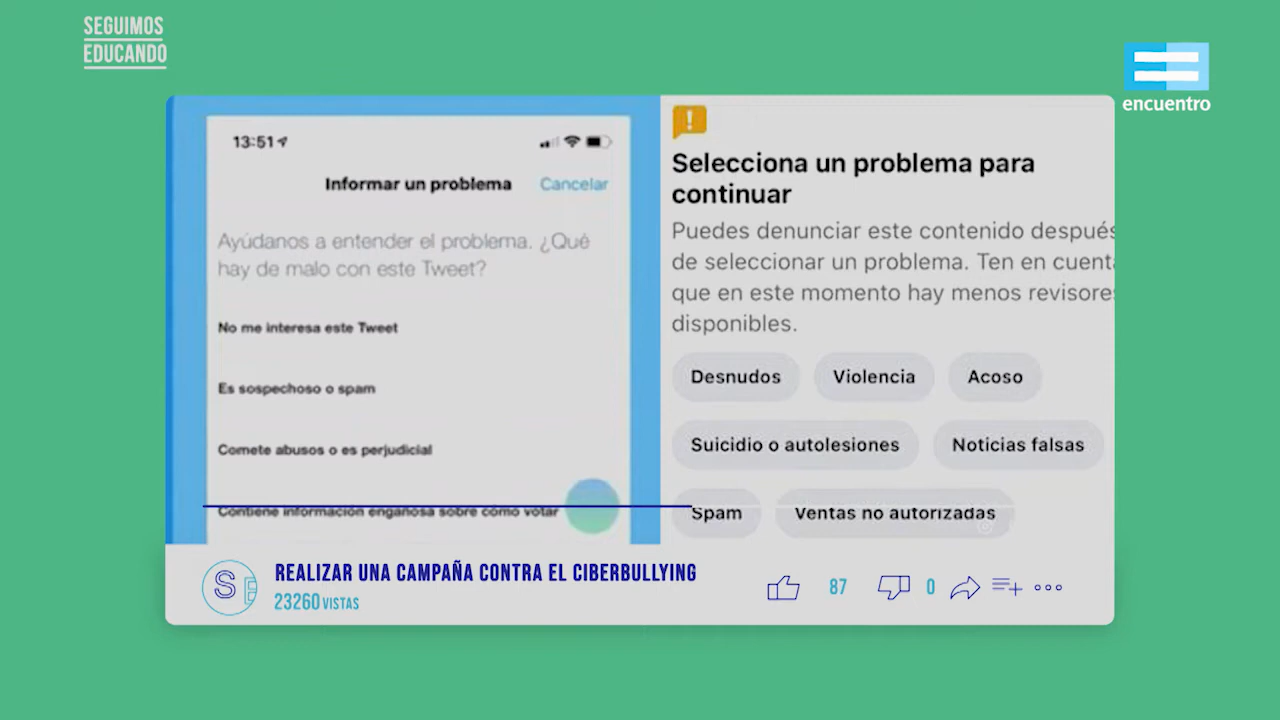 SEGUIMOS
EDUCANDO
encuentro
13:51
Informar un problema
Cancelar
Ayúdanos a entender el problema. ¿Qué
hay de malo con este Tweet?
No me interesa este Tweet
Es sospechoso o spam
Comete abusos o es perjudicial
Contiene información engañosa sobre cómo votar
!
Selecciona un problema para
continuar
Puedes denunciar este contenido después
de seleccionar un problema. Ten en cuenta
que en este momento hay menos revisores
disponibles.
Desnudos
Violencia
Acoso
Suicidio o autolesiones
Noticias falsas
Spam
Ventas no autorizadas
SE
REALIZAR UNA CAMPAÑA CONTRA EL CIBERBULLYING
23260 VISTAS
87
0